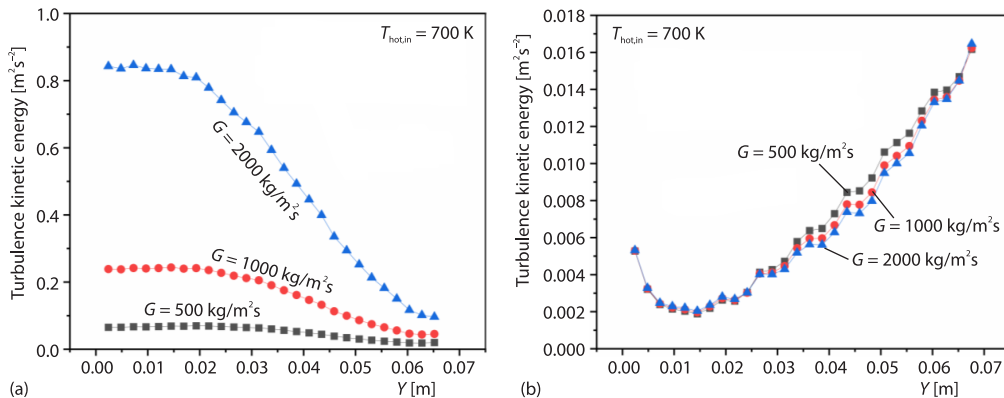 Turbulence kinetic energy [m²s⁻²]
1.0
0.8
0.6
0.4
0.2
0.0
T_hot,in = 700 K
G = 2000 kg/m²s
G = 1000 kg/m²s
G = 500 kg/m²s
0.00 0.01 0.02 0.03 0.04 0.05 0.06 0.07
(a)
Y [m]
Turbulence kinetic energy [m²s⁻²]
0.018
0.016
0.014
0.012
0.010
0.008
0.006
0.004
0.002
0.000
T_hot,in = 700 K
G = 500 kg/m²s
G = 1000 kg/m²s
G = 2000 kg/m²s
0.00 0.01 0.02 0.03 0.04 0.05 0.06 0.07
(b)
Y [m]